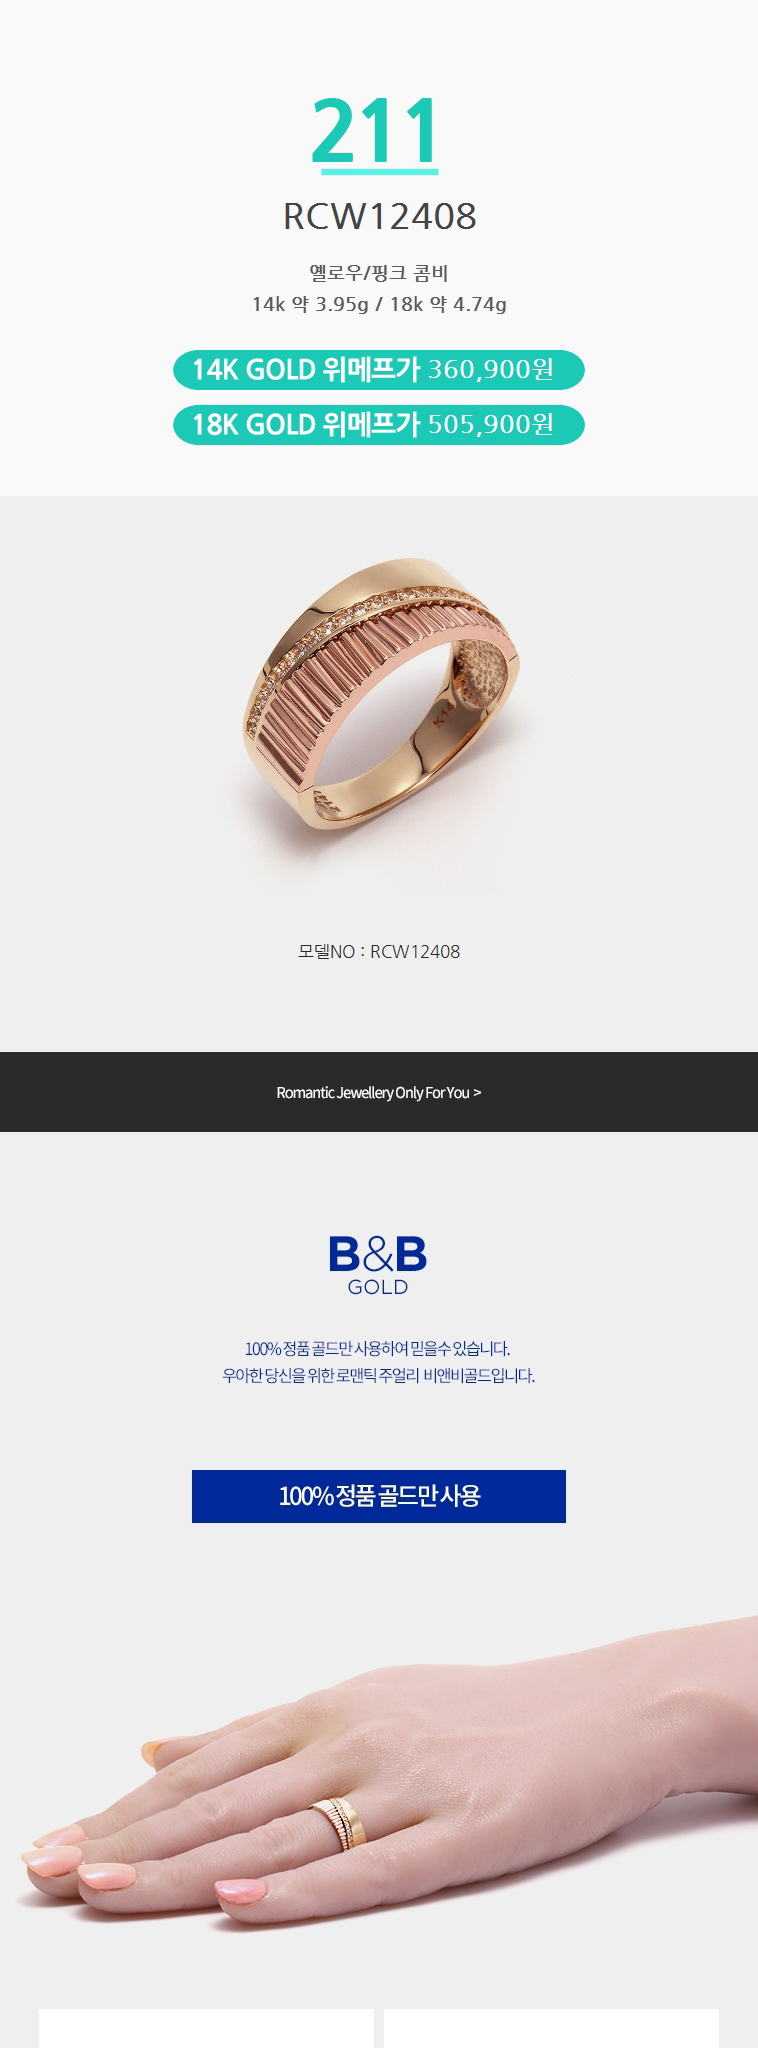 211
RCW12408
옐로우/핑크 콤비
14k 약 3.95g / 18k 약 4.74g
14K GOLD 위메프가 360,900원
18K GOLD 위메프가 505,900원
K14
모델NO : RCW12408
Romantic Jewellery Only For You >
B&B
GOLD
100% 정품 골드만 사용하여 믿을수 있습니다.
우아한 당신을 위한 로맨틱 주얼리 비앤비골드입니다.
100% 정품 골드만 사용